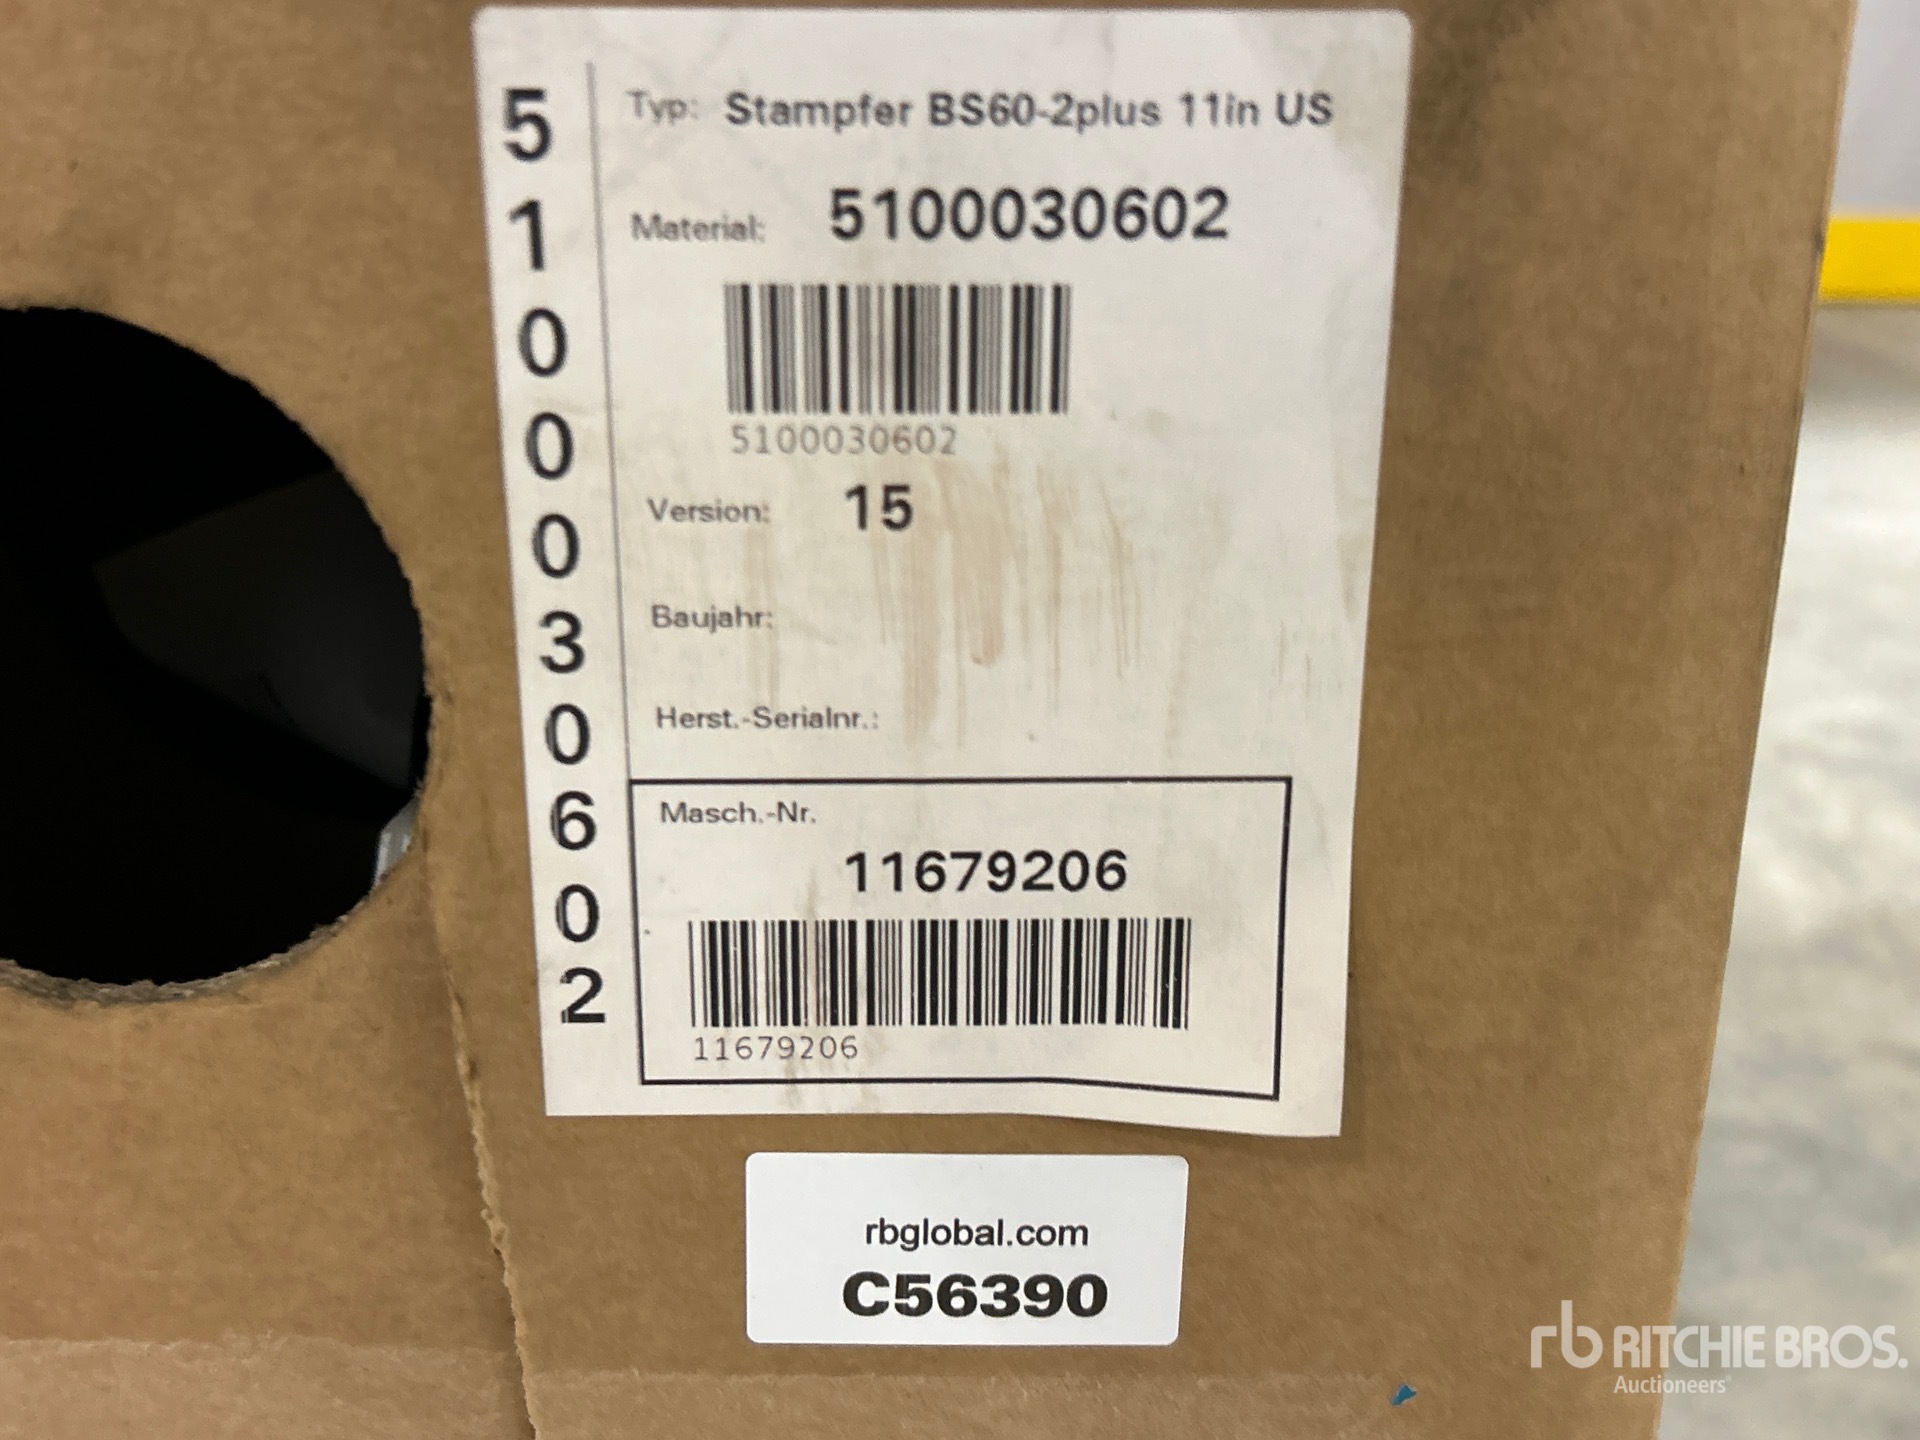 5100030602
Typ: Stampfer BS60-2plus 11in US
Material: 5100030602
5100030602
Version: 15
Baujahr:
Herst.-Serialnr.:
Masch.-Nr.
11679206
11679206
rbglobal.com
C56390
rb RITCHIE BROS.
Auctioneers